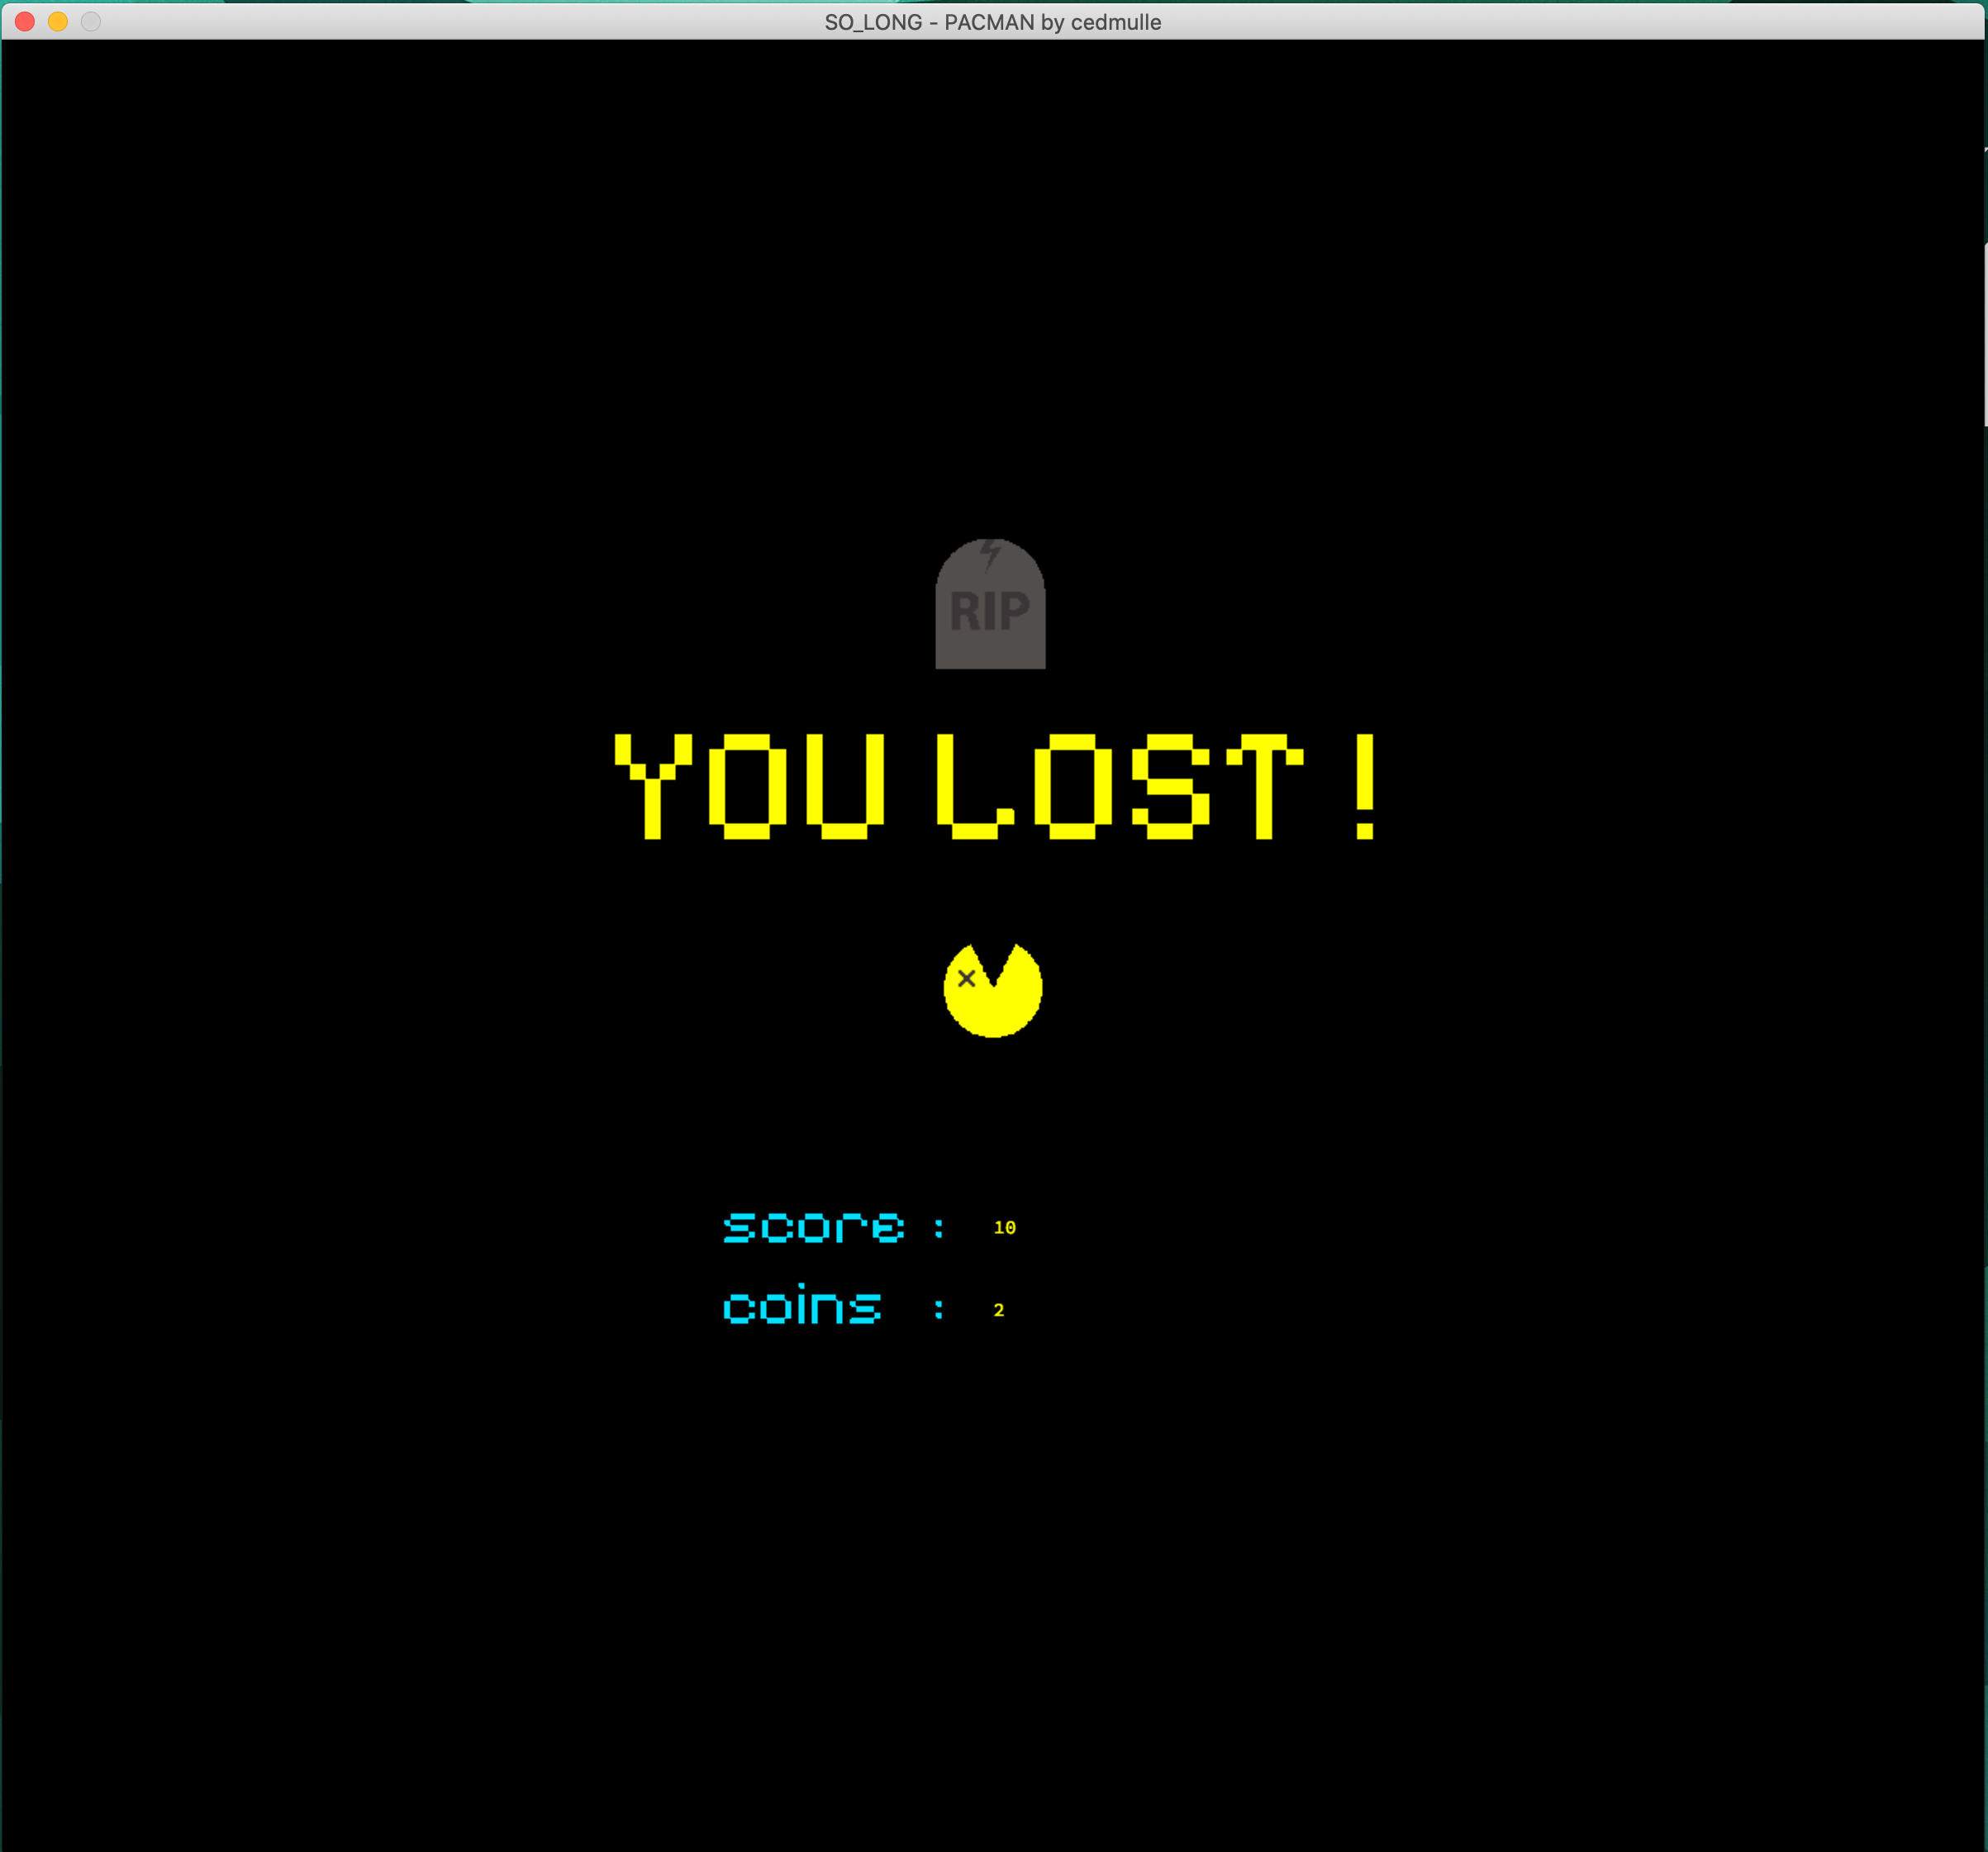 SO_LONG - PACMAN by cedmulle
RIP
YOU LOST !
score : 10
coins : 2